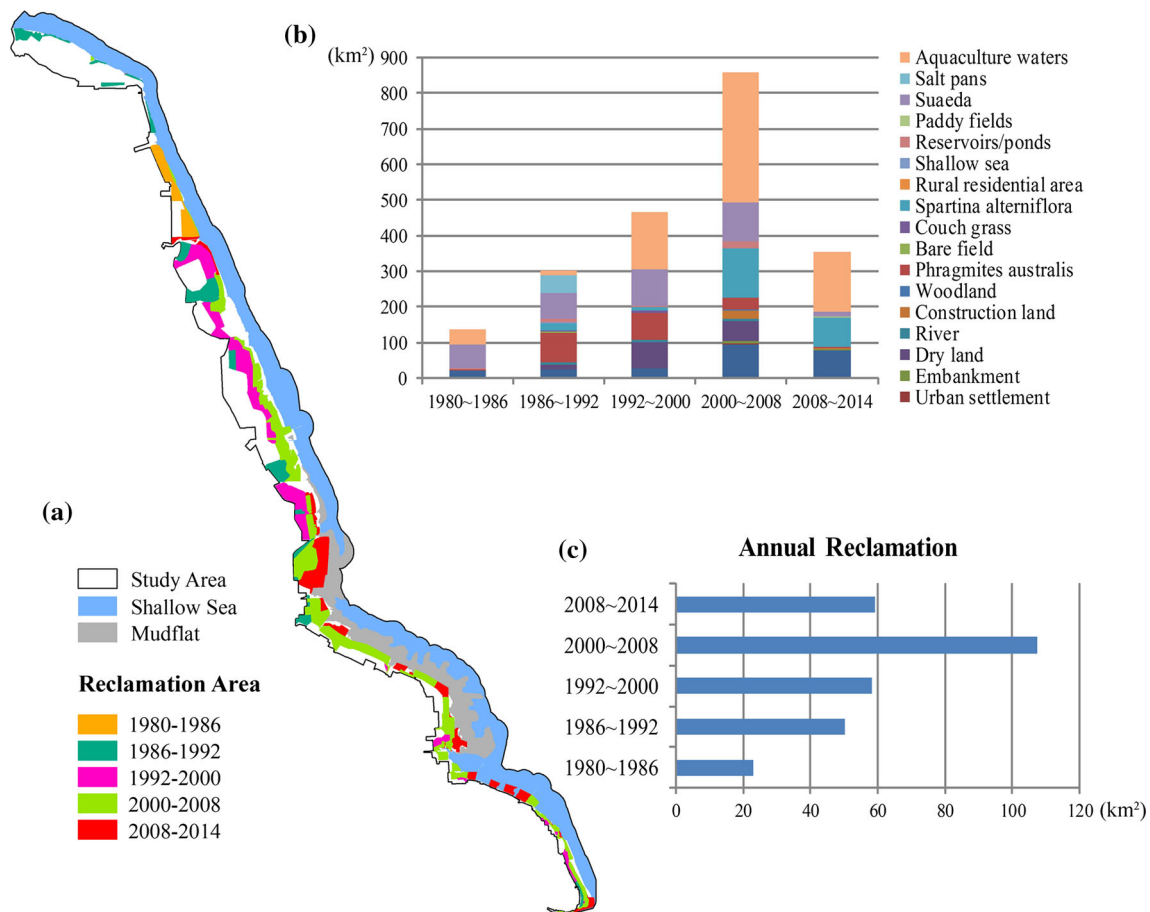 (b)
(km²)
900
800
700
600
500
400
300
200
100
0
1980~1986
1986~1992
1992~2000
2000~2008
2008~2014
Aquaculture waters
Salt pans
Suaeda
Paddy fields
Reservoirs/ponds
Shallow sea
Rural residential area
Spartina alterniflora
Couch grass
Bare field
Phragmites australis
Woodland
Construction land
River
Dry land
Embankment
Urban settlement
(a)
Study Area
Shallow Sea
Mudflat
Reclamation Area
1980-1986
1986-1992
1992-2000
2000-2008
2008-2014
(c)
Annual Reclamation
2008~2014
2000~2008
1992~2000
1986~1992
1980~1986
0 20 40 60 80 100 120 (km²)